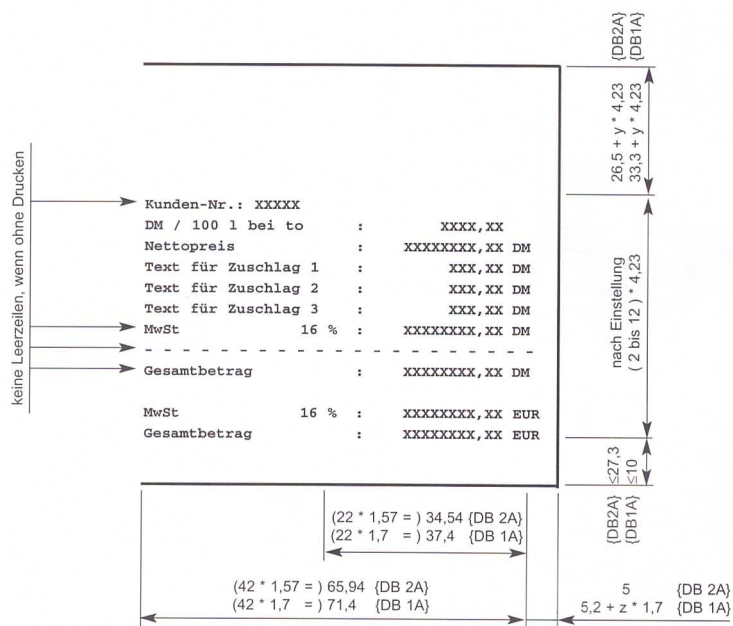 {DB2A}
{DB1A}
26,5 + y * 4,23
33,3 + y * 4,23
keine Leerzeilen, wenn ohne Drucken
Kunden-Nr.: XXXXX
DM / 100 l bei to : XXXX,XX
Nettopreis : XXXXXXXX,XX DM
Text für Zuschlag 1 : XXX,XX DM
Text für Zuschlag 2 : XXX,XX DM
Text für Zuschlag 3 : XXX,XX DM
MwSt 16 % : XXXXXXXX,XX DM
- - - - - - - - - - - - - - - - - - - - -
Gesamtbetrag : XXXXXXXX,XX DM
MwSt 16 % : XXXXXXXX,XX EUR
Gesamtbetrag : XXXXXXXX,XX EUR
nach Einstellung
( 2 bis 12 ) * 4,23
≤27,3
≤10
{DB2A}
{DB1A}
(22 * 1,57 = ) 34,54 {DB 2A}
(22 * 1,7 = ) 37,4 {DB 1A}
(42 * 1,57 = ) 65,94 {DB 2A}
(42 * 1,7 = ) 71,4 {DB 1A}
5 {DB 2A}
5,2 + z * 1,7 {DB 1A}